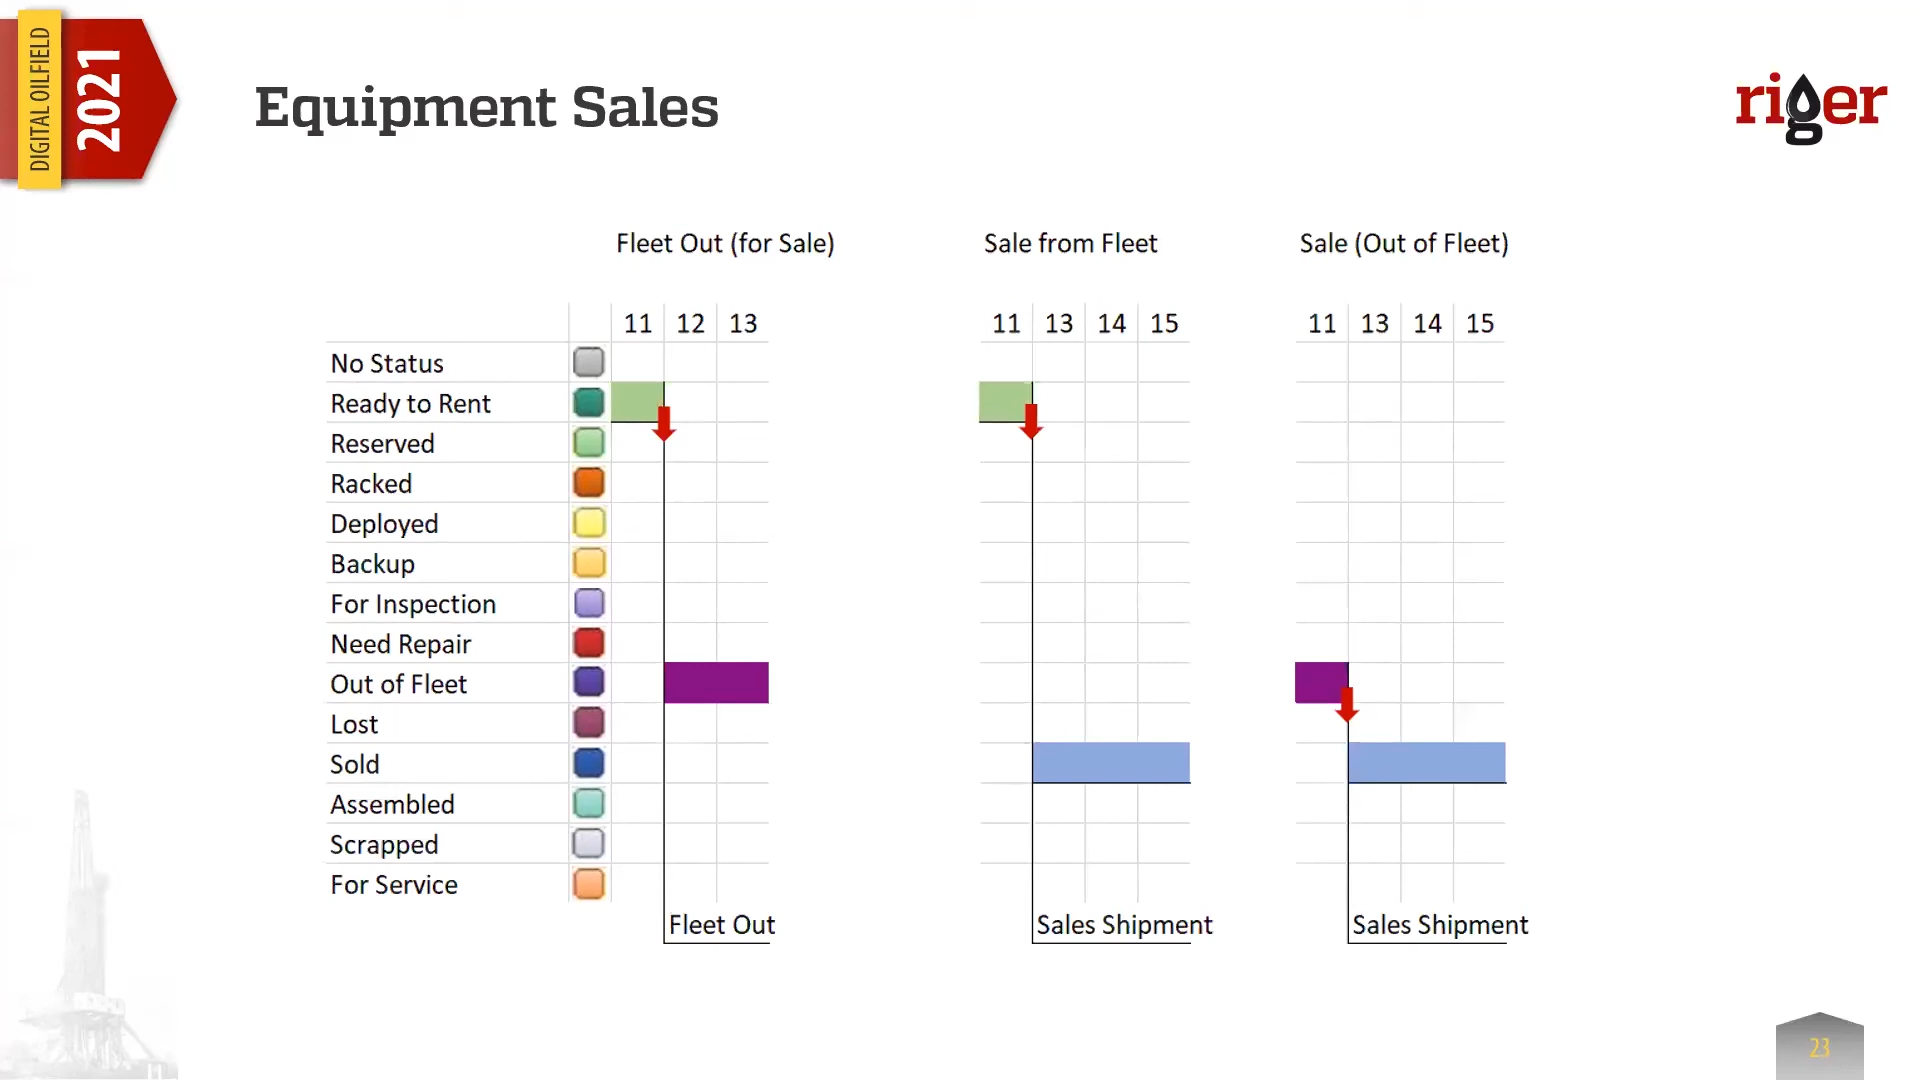 DIGITAL OILFIELD
2021
Equipment Sales
riger
Fleet Out (for Sale)
Sale from Fleet
Sale (Out of Fleet)
11 12 13
11 13 14 15
11 13 14 15
No Status
Ready to Rent
Reserved
Racked
Deployed
Backup
For Inspection
Need Repair
Out of Fleet
Lost
Sold
Assembled
Scrapped
For Service
Fleet Out
Sales Shipment
Sales Shipment
23